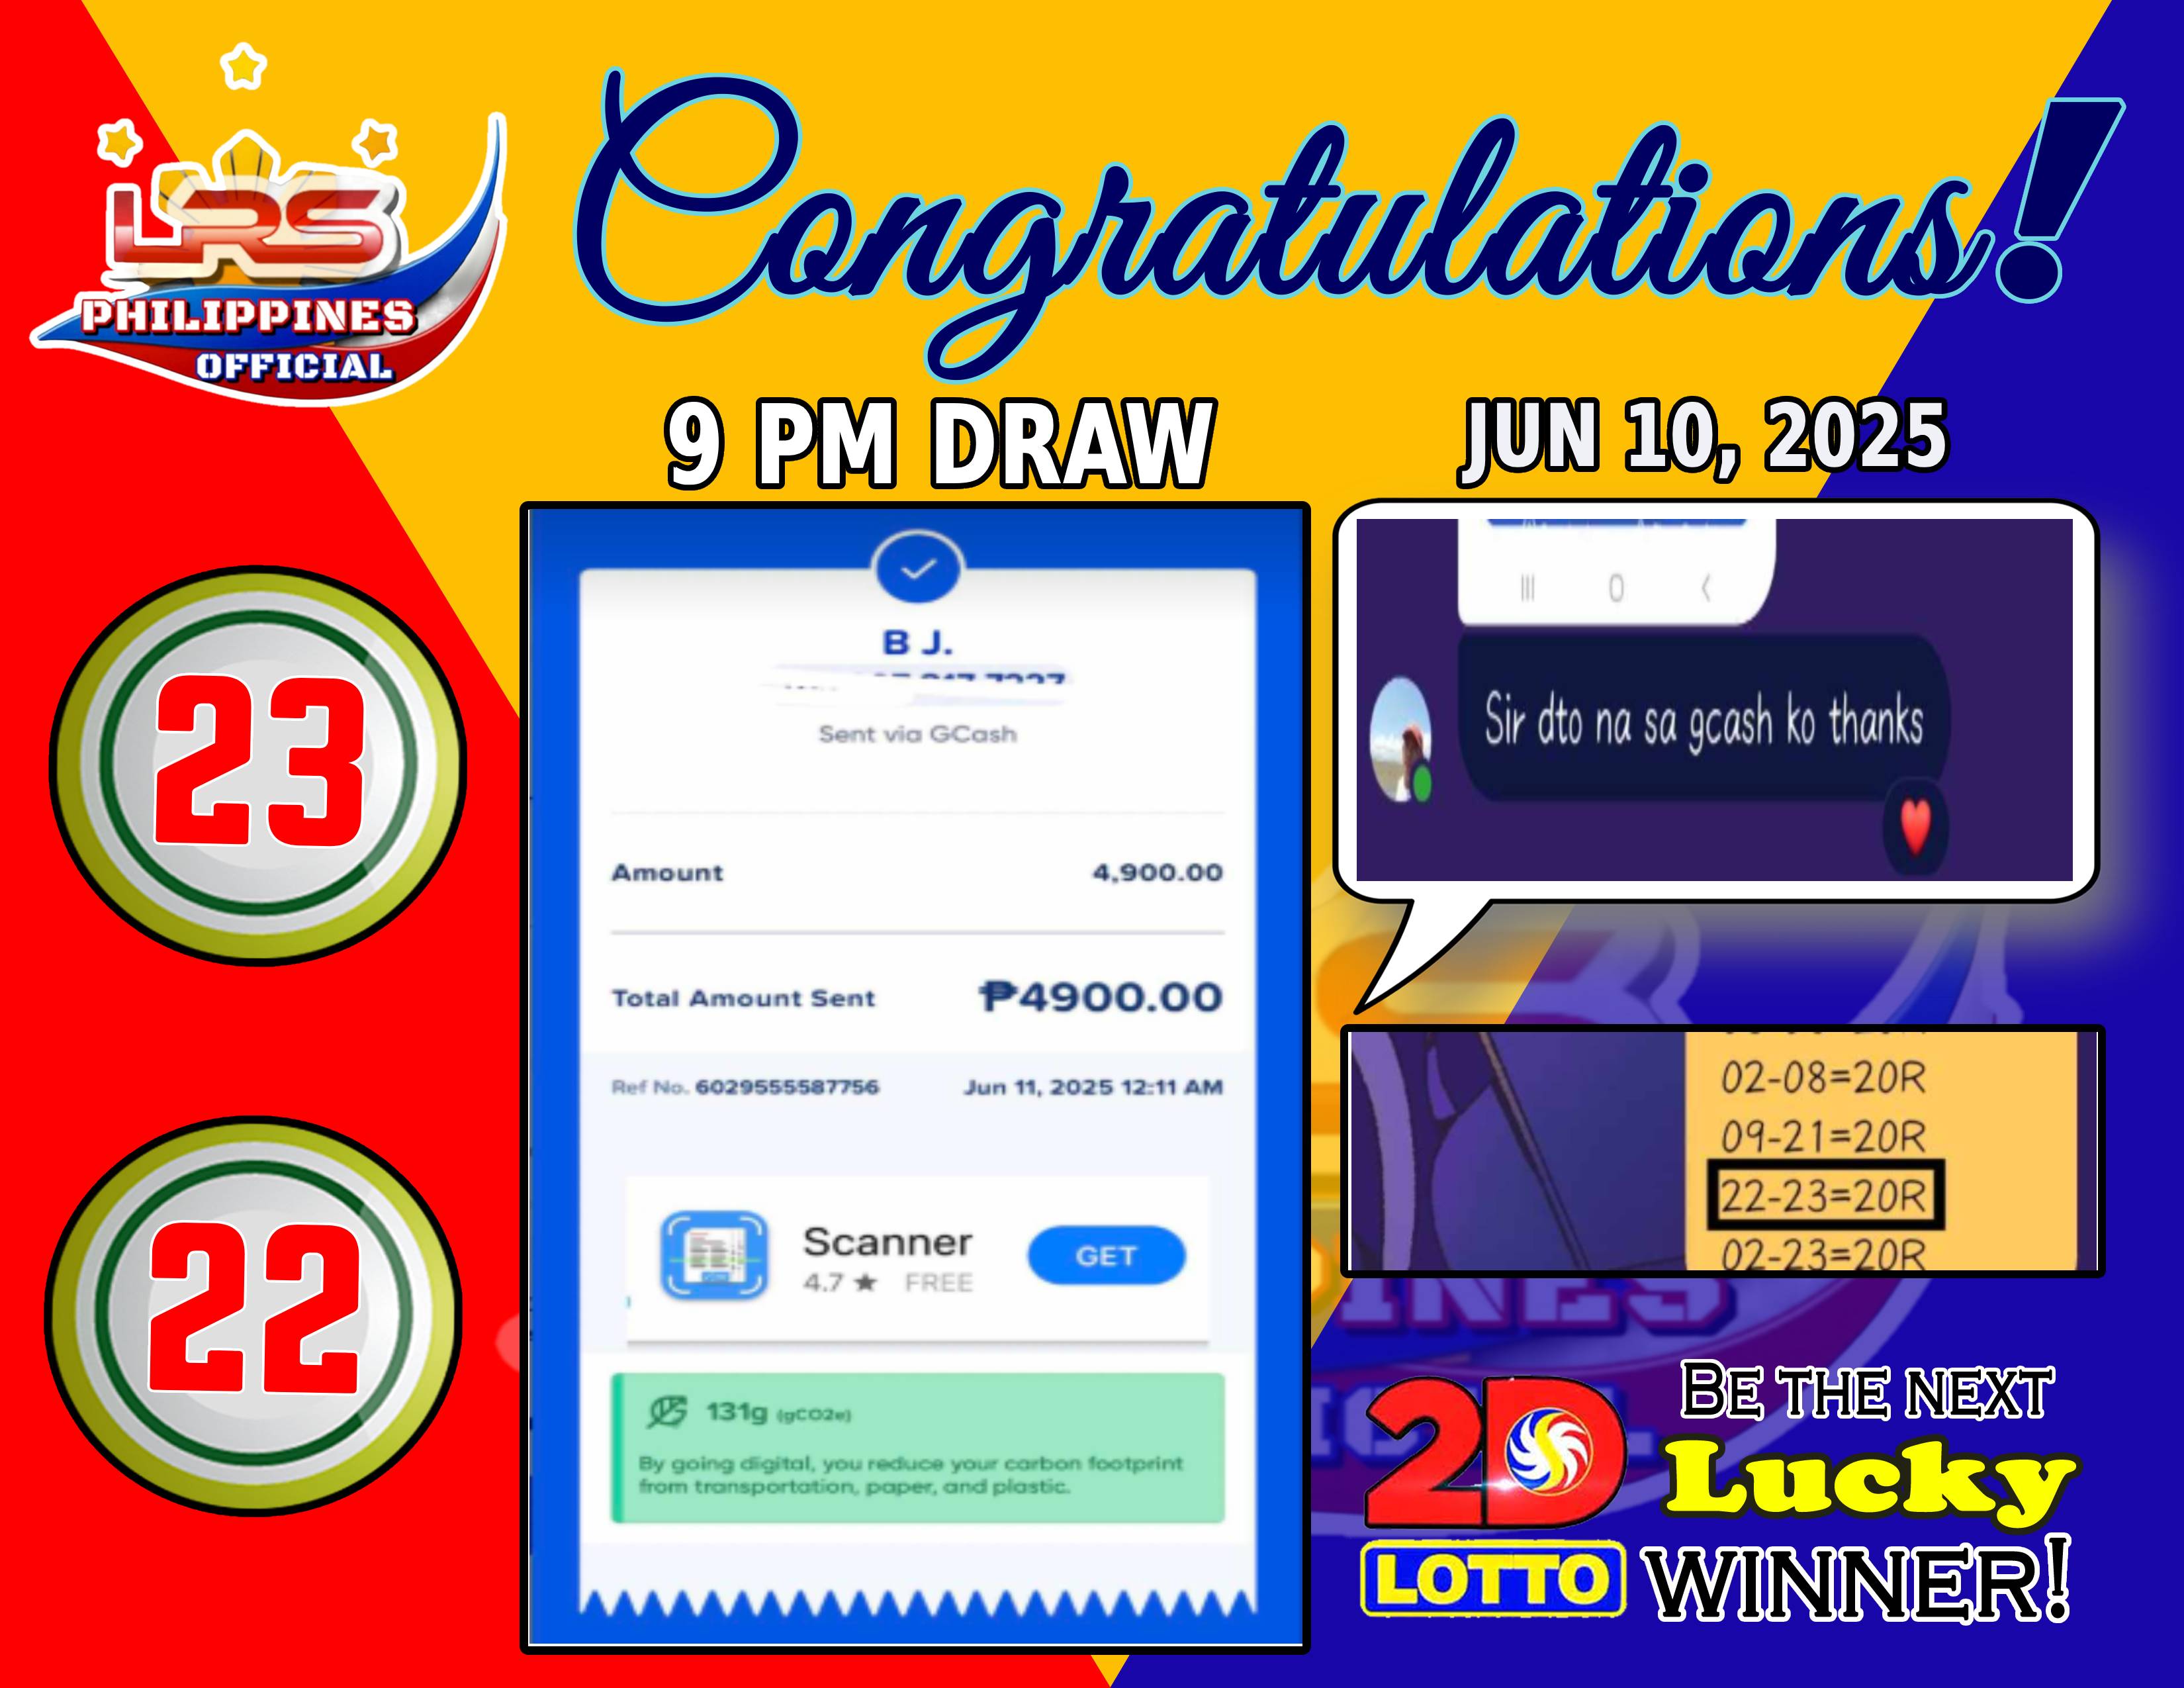 LRS
PHILIPPINES
OFFICIAL
Congratulations!
9 PM DRAW
JUN 10, 2025
23
22
B J.
Sent via GCash
Amount 4,900.00
Total Amount Sent ₱4900.00
Ref No. 6029555587756 Jun 11, 2025 12:11 AM
Scanner
4.7 ★ FREE
GET
131g (gCO2e)
By going digital, you reduce your carbon footprint
from transportation, paper, and plastic.
Sir dto na sa gcash ko thanks
02-08=20R
09-21=20R
22-23=20R
02-23=20R
2D
LOTTO
BE THE NEXT
Lucky
WINNER!